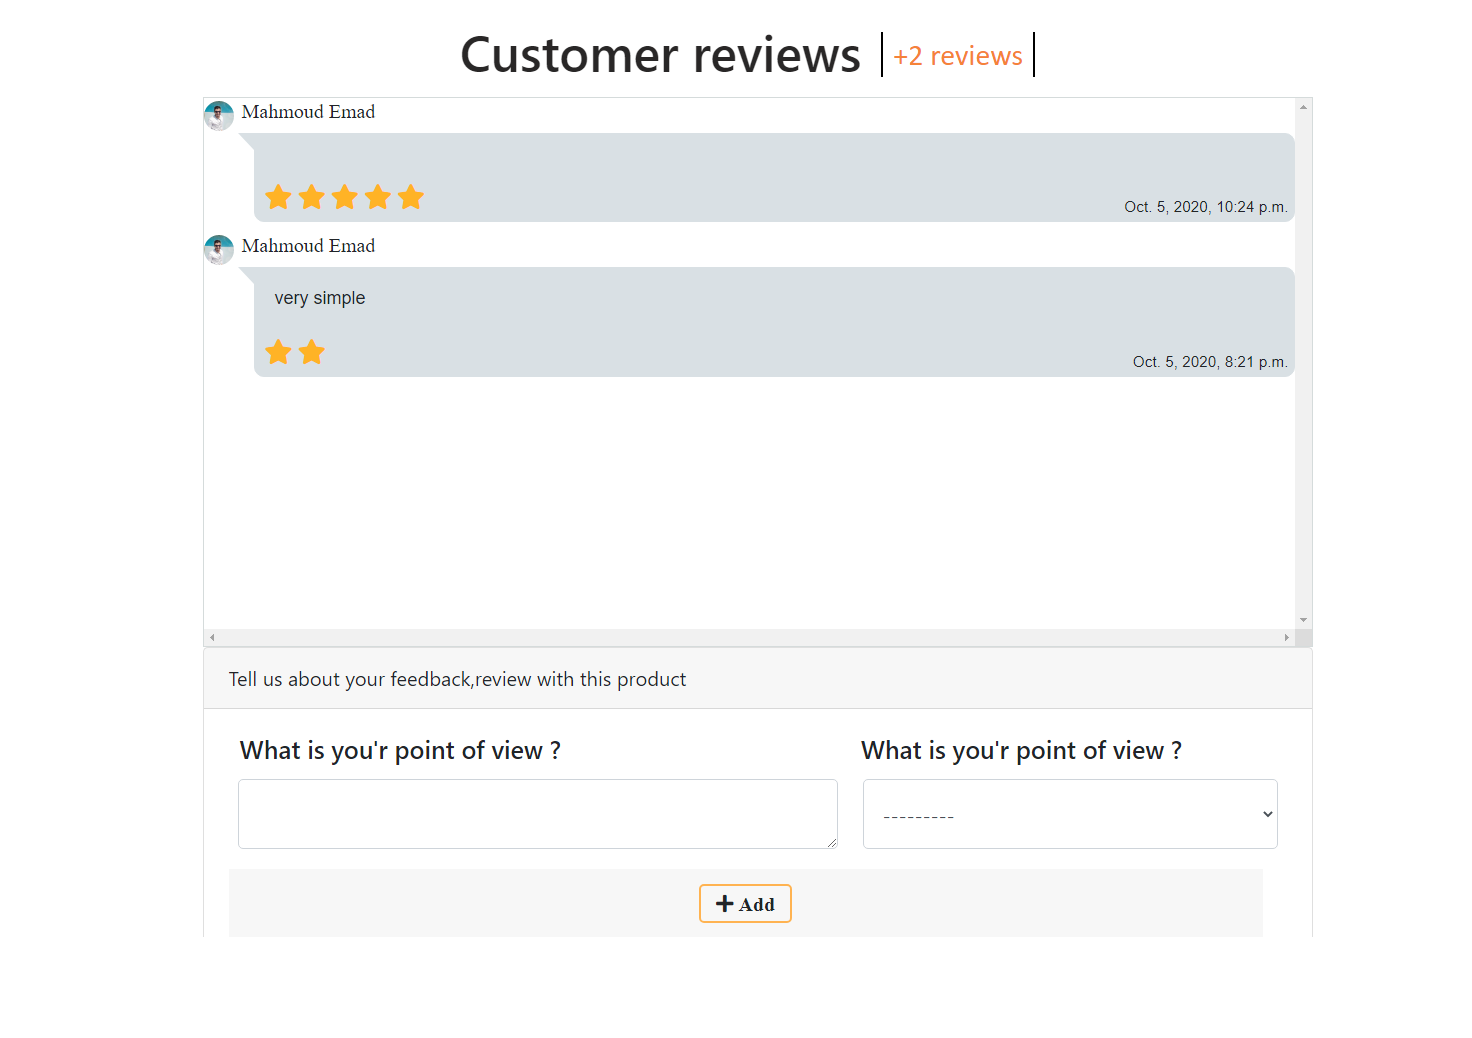 Customer reviews +2 reviews
Mahmoud Emad
Oct. 5, 2020, 10:24 p.m.
Mahmoud Emad
very simple
Oct. 5, 2020, 8:21 p.m.
Tell us about your feedback,review with this product
What is you'r point of view ? What is you'r point of view ?
---------
Add